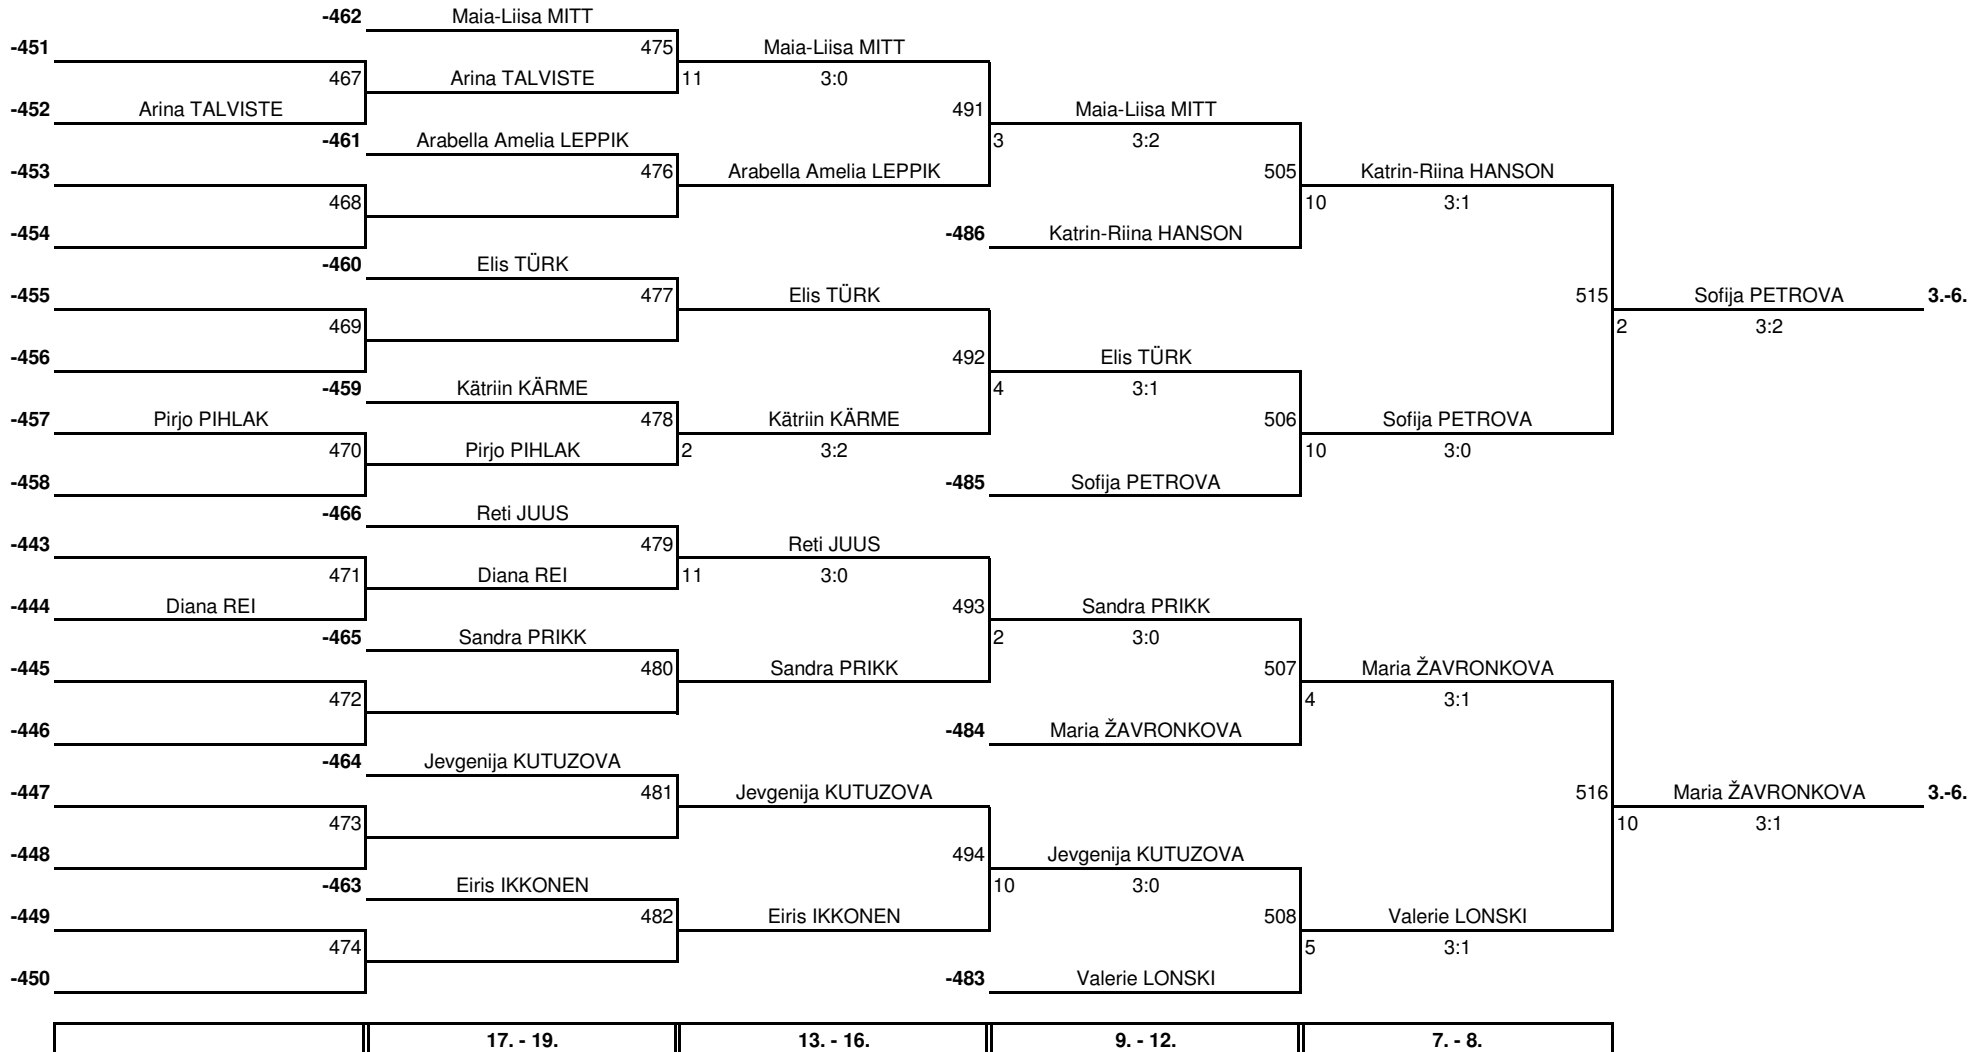 -462 Maia-Liisa MITT
-451 475 Maia-Liisa MITT
467 Arina TALVISTE 11 3:0
-452 Arina TALVISTE 491 Maia-Liisa MITT
-461 Arabella Amelia LEPPIK 3 3:2
-453 476 Arabella Amelia LEPPIK 505 Katrin-Riina HANSON
468 10 3:1
-454 -486 Katrin-Riina HANSON
-460 Elis TÜRK
-455 477 Elis TÜRK 515 Sofija PETROVA 3.-6.
469 2 3:2
-456 492 Elis TÜRK
-459 Kätriin KÄRME 4 3:1
-457 Pirjo PIHLAK 478 Kätriin KÄRME 506 Sofija PETROVA
470 Pirjo PIHLAK 2 3:2 10 3:0
-458 -485 Sofija PETROVA
-466 Reti JUUS
-443 479 Reti JUUS
471 Diana REI 11 3:0
-444 Diana REI 493 Sandra PRIKK
-465 Sandra PRIKK 2 3:0
-445 480 Sandra PRIKK 507 Maria ŽAVRONKOVA
472 4 3:1
-446 -484 Maria ŽAVRONKOVA
-464 Jevgenija KUTUZOVA
-447 481 Jevgenija KUTUZOVA 516 Maria ŽAVRONKOVA 3.-6.
473 10 3:1
-448 494 Jevgenija KUTUZOVA
-463 Eiris IKKONEN 10 3:0
-449 482 Eiris IKKONEN 508 Valerie LONSKI
474 5 3:1
-450 -483 Valerie LONSKI
17. - 19. 13. - 16. 9. - 12. 7. - 8.